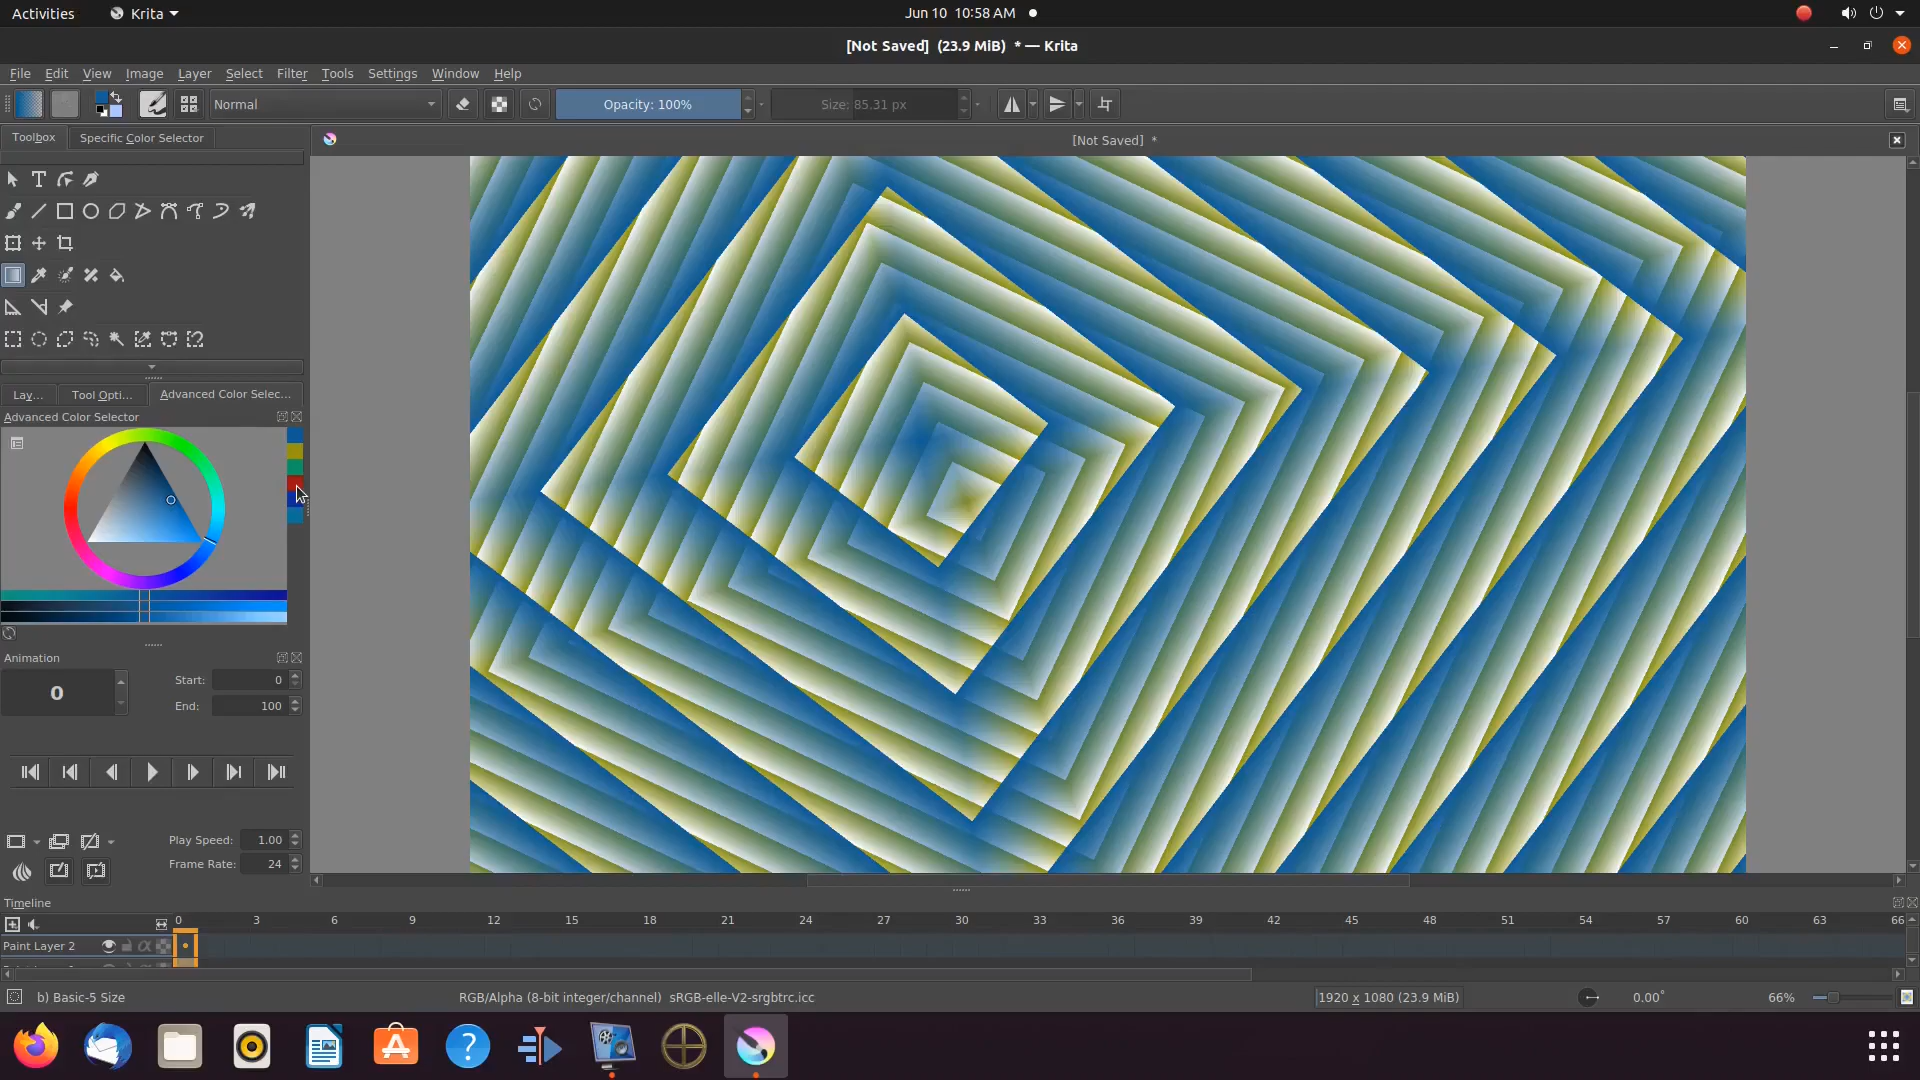 Activities
Krita
Jun 10 10:58 AM
[Not Saved] (23.9 MiB) * — Krita
File Edit View Image Layer Select Filter Tools Settings Window Help
Normal
Opacity: 100%
Size: 85.31 px
Toolbox
Specific Color Selector
[Not Saved] *
Lay...
Tool Opti...
Advanced Color Selec...
Advanced Color Selector
Animation
0
Start: 0
End: 100
Play Speed: 1.00
Frame Rate: 24
Timeline
0 3 6 9 12 15 18 21 24 27 30 33 36 39 42 45 48 51 54 57 60 63 66
Paint Layer 2
b) Basic-5 Size
RGB/Alpha (8-bit integer/channel) sRGB-elle-V2-srgbtrc.icc
1920 x 1080 (23.9 MiB)
0.00°
66%